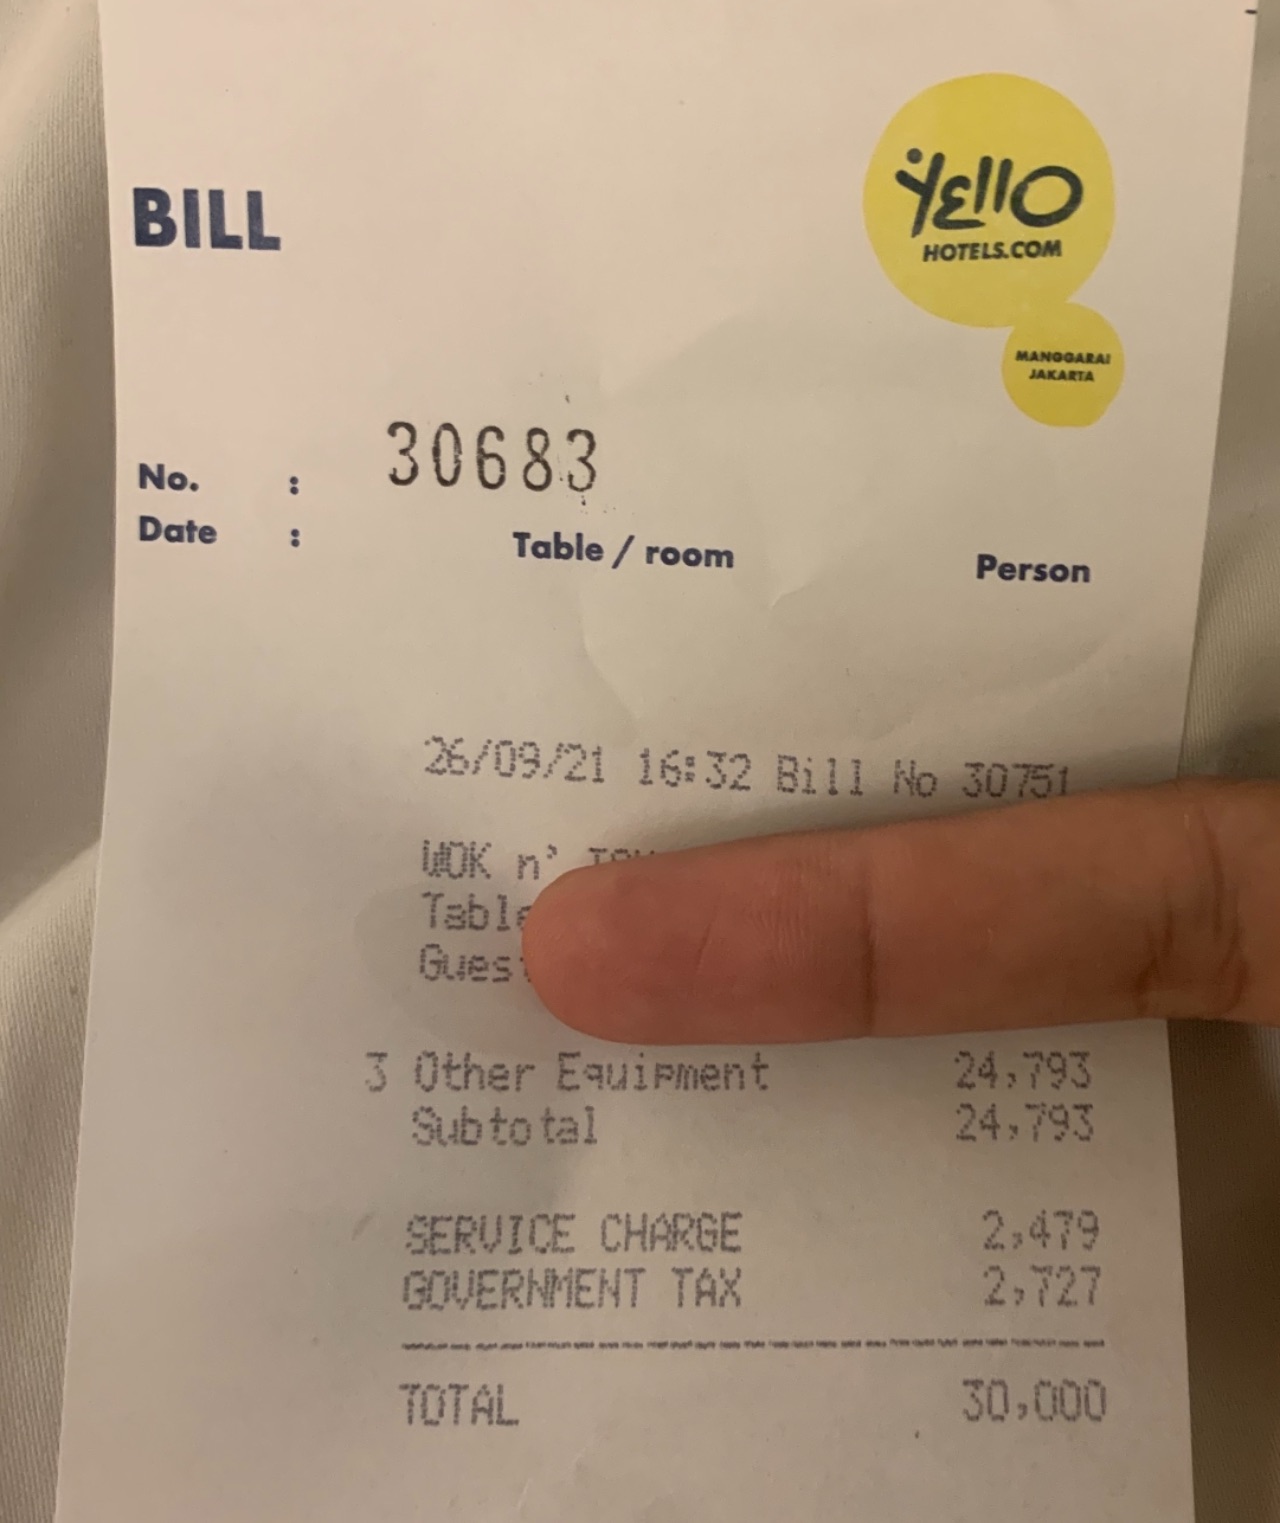 BILL
YELLO
HOTELS.COM
MANGGARAI
JAKARTA
No. : 30683
Date :
Table / room
Person
26/09/21 16:32 Bill No 30751
WOK n'
3 Other Equipment 24,793
Subtotal 24,793
SERVICE CHARGE 2,479
GOVERNMENT TAX 2,727
TOTAL 30,000